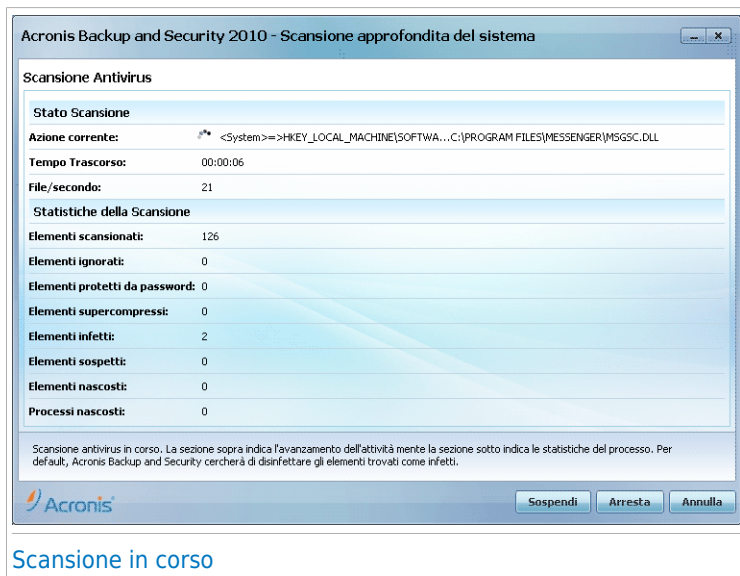 Acronis Backup and Security 2010 - Scansione approfondita del sistema
Scansione Antivirus
Stato Scansione
Azione corrente: <System>=>HKEY_LOCAL_MACHINE\SOFTWA...C:\PROGRAM FILES\MESSENGER\MSGSC.DLL
Tempo Trascorso: 00:00:06
File/secondo: 21
Statistiche della Scansione
Elementi scansionati: 126
Elementi ignorati: 0
Elementi protetti da password: 0
Elementi supercompressi: 0
Elementi infetti: 2
Elementi sospetti: 0
Elementi nascosti: 0
Processi nascosti: 0
Scansione antivirus in corso. La sezione sopra indica l'avanzamento dell'attività mente la sezione sotto indica le statistiche del processo. Per
default, Acronis Backup and Security cercherà di disinfettare gli elementi trovati come infetti.
Acronis
Sospendi Arresta Annulla
Scansione in corso